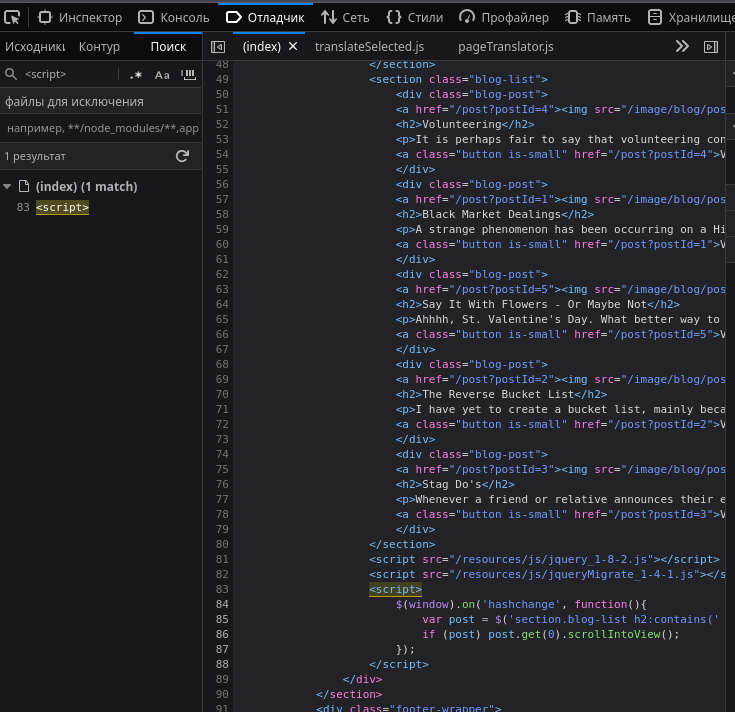 Инспектор Консоль Отладчик Сеть Стили Профайлер Память Хранилище
Исходники Контур Поиск (index) translateSelected.js pageTranslator.js
<script> .* Aa
файлы для исключения
например, **/node_modules/**,app
1 результат
(index) (1 match)
83 <script>
48 </section>
49 <section class="blog-list">
50 <div class="blog-post">
51 <a href="/post?postId=4"><img src="/image/blog/pos
52 <h2>Volunteering</h2>
53 <p>It is perhaps fair to say that volunteering con
54 <a class="button is-small" href="/post?postId=4">V
55 </div>
56 <div class="blog-post">
57 <a href="/post?postId=1"><img src="/image/blog/pos
58 <h2>Black Market Dealings</h2>
59 <p>A strange phenomenon has been occurring on a Hi
60 <a class="button is-small" href="/post?postId=1">V
61 </div>
62 <div class="blog-post">
63 <a href="/post?postId=5"><img src="/image/blog/pos
64 <h2>Say It With Flowers - Or Maybe Not</h2>
65 <p>Ahhhh, St. Valentine's Day. What better way to
66 <a class="button is-small" href="/post?postId=5">V
67 </div>
68 <div class="blog-post">
69 <a href="/post?postId=2"><img src="/image/blog/pos
70 <h2>The Reverse Bucket List</h2>
71 <p>I have yet to create a bucket list, mainly beca
72 <a class="button is-small" href="/post?postId=2">V
73 </div>
74 <div class="blog-post">
75 <a href="/post?postId=3"><img src="/image/blog/pos
76 <h2>Stag Do's</h2>
77 <p>Whenever a friend or relative announces their e
78 <a class="button is-small" href="/post?postId=3">V
79 </div>
80 </section>
81 <script src="/resources/js/jquery_1-8-2.js"></script>
82 <script src="/resources/js/jqueryMigrate_1-4-1.js"></s
83 <script>
84 $(window).on('hashchange', function(){
85 var post = $('section.blog-list h2:contains('
86 if (post) post.get(0).scrollIntoView();
87 });
88 </script>
89 </div>
90 </section>
91 <div class="footer-wrapper">